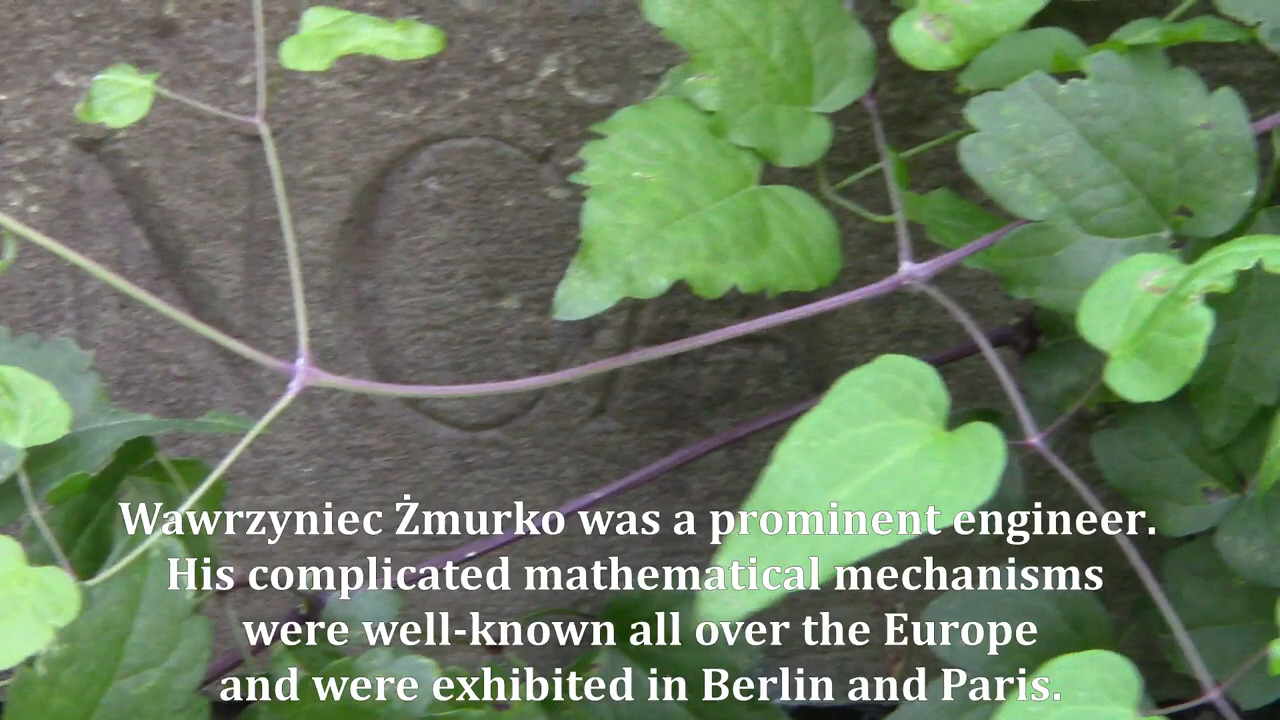 Wawrzyniec Żmurko was a prominent engineer.
His complicated mathematical mechanisms
were well-known all over the Europe
and were exhibited in Berlin and Paris.